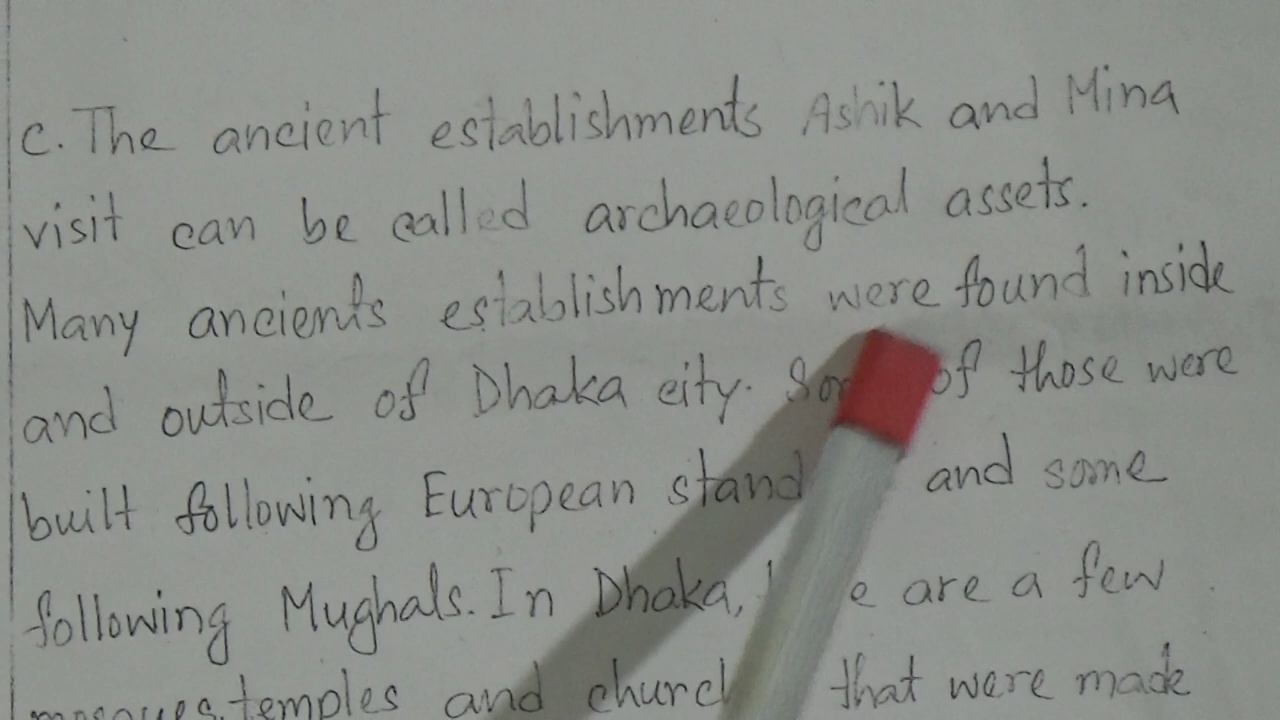 c. The ancient establishments Ashik and Mina
visit can be called archaeological assets.
Many ancients establishments were found inside
and outside of Dhaka city. of those were
built following European and some
following Mughals. In Dhaka, are a few
temples and that were made